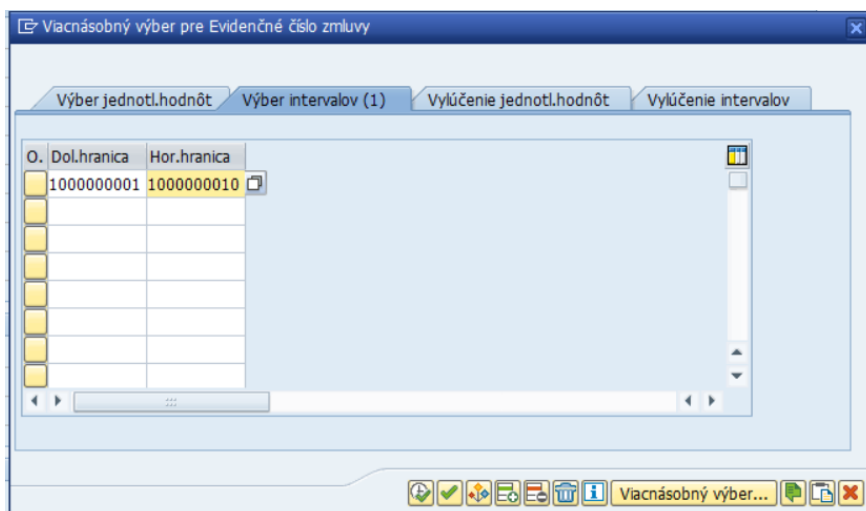 Viacnásobný výber pre Evidenčné číslo zmluvy
Výber jednotl.hodnôt Výber intervalov (1) Vylúčenie jednotl.hodnôt Vylúčenie intervalov
O. Dol.hranica Hor.hranica
1000000001 1000000010
Viacnásobný výber...